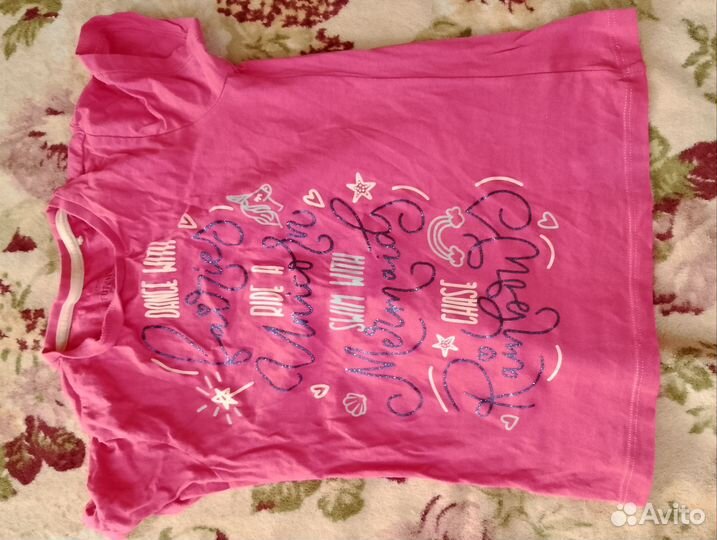 DANCE WITH
Fairies
RIDE A
Unicorn
SWIM WITH
Mermaids
CHASE
Rainbows
Avito